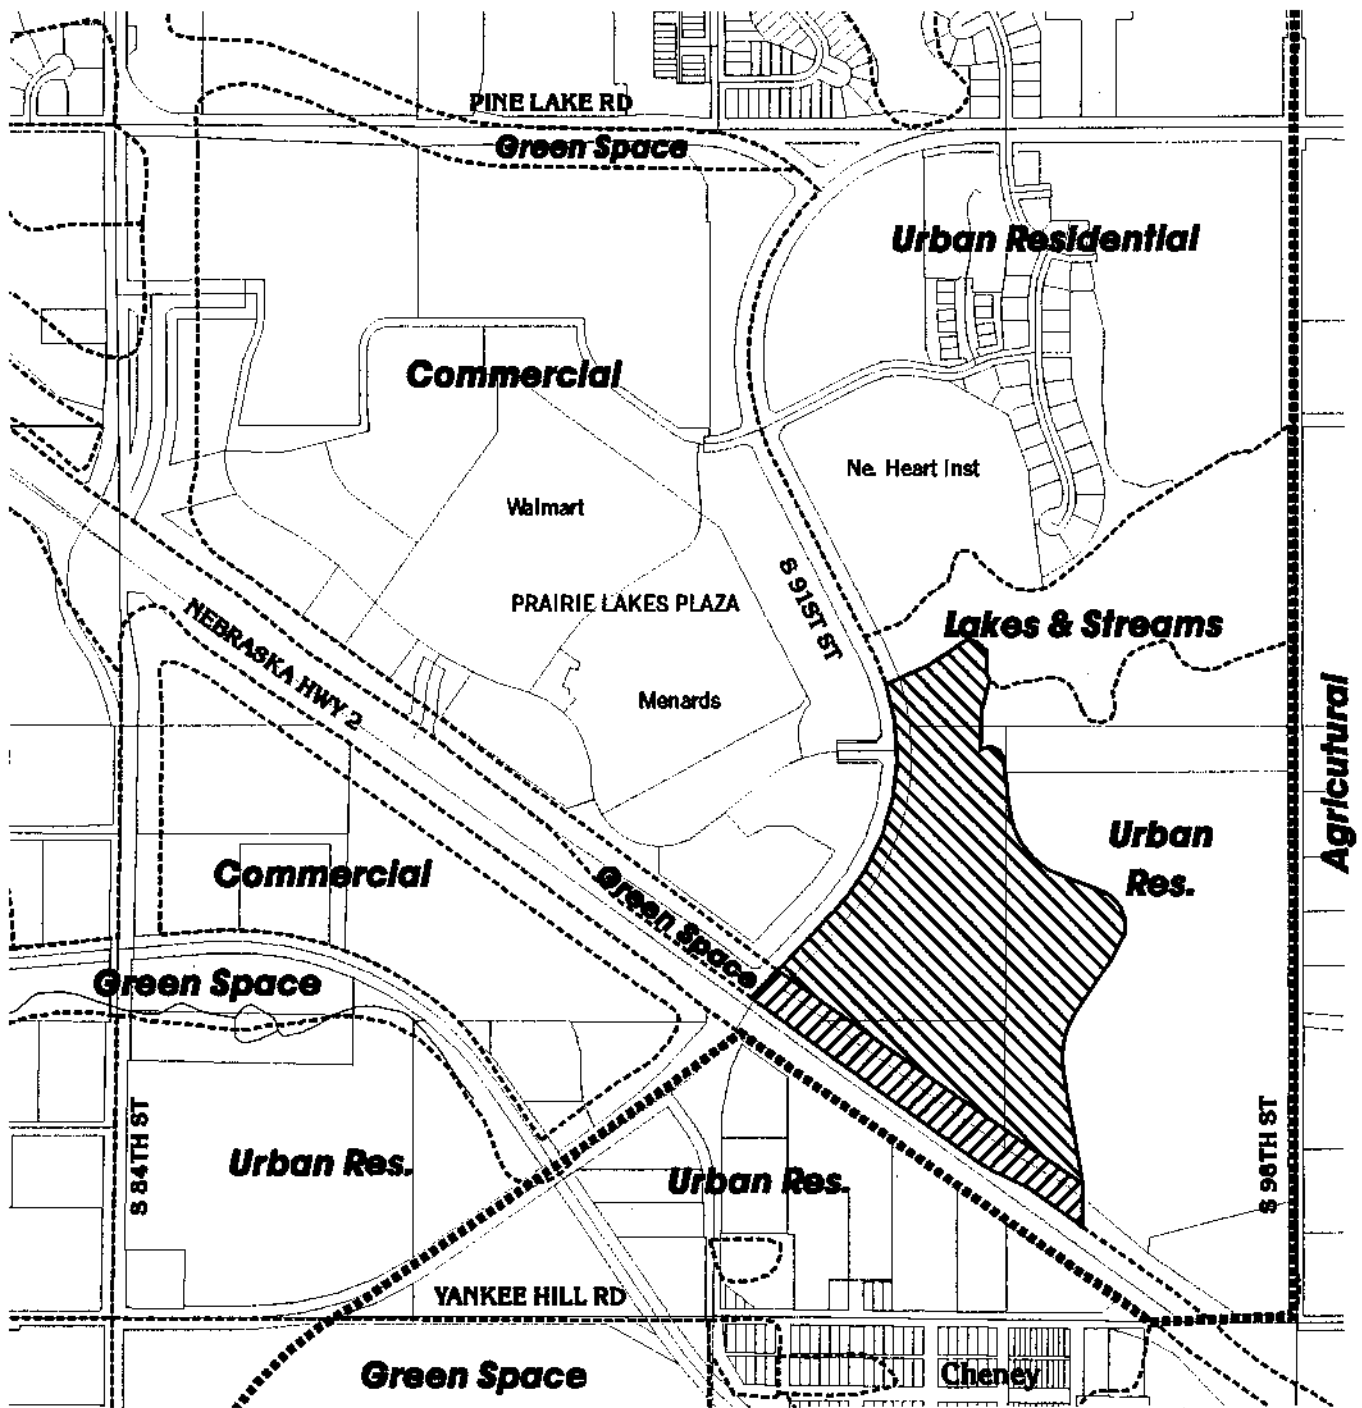 PINE LAKE RD
Green Space
Urban Residential
Commercial
Ne. Heart Inst
Walmart
S 91ST ST
PRAIRIE LAKES PLAZA
NEBRASKA HWY 2
Lakes & Streams
Menards
Agricutural
Urban
Res.
Commercial
Green Space
Green Space
S 84TH ST
Urban Res.
Urban Res.
S 98TH ST
YANKEE HILL RD
Green Space
Cheney